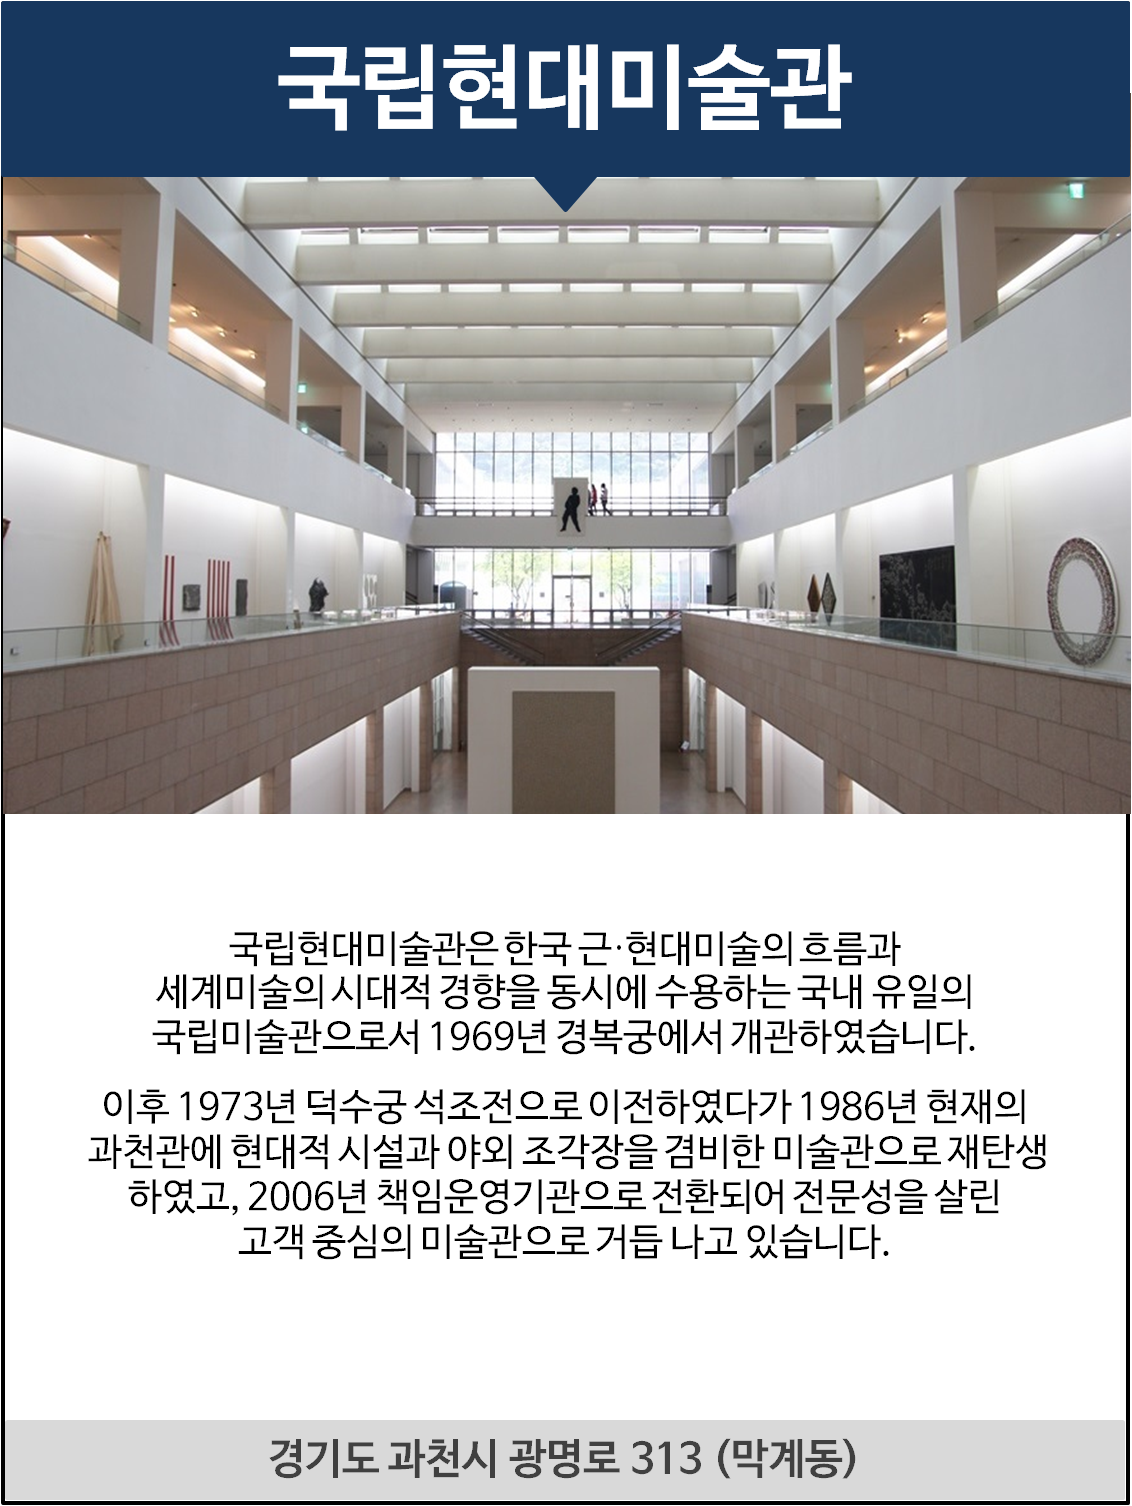 국립현대미술관
국립현대미술관은 한국 근·현대미술의 흐름과
세계미술의 시대적 경향을 동시에 수용하는 국내 유일의
국립미술관으로서 1969년 경복궁에서 개관하였습니다.
이후 1973년 덕수궁 석조전으로 이전하였다가 1986년 현재의
과천관에 현대적 시설과 야외 조각장을 겸비한 미술관으로 재탄생
하였고, 2006년 책임운영기관으로 전환되어 전문성을 살린
고객 중심의 미술관으로 거듭 나고 있습니다.
경기도 과천시 광명로 313 (막계동)